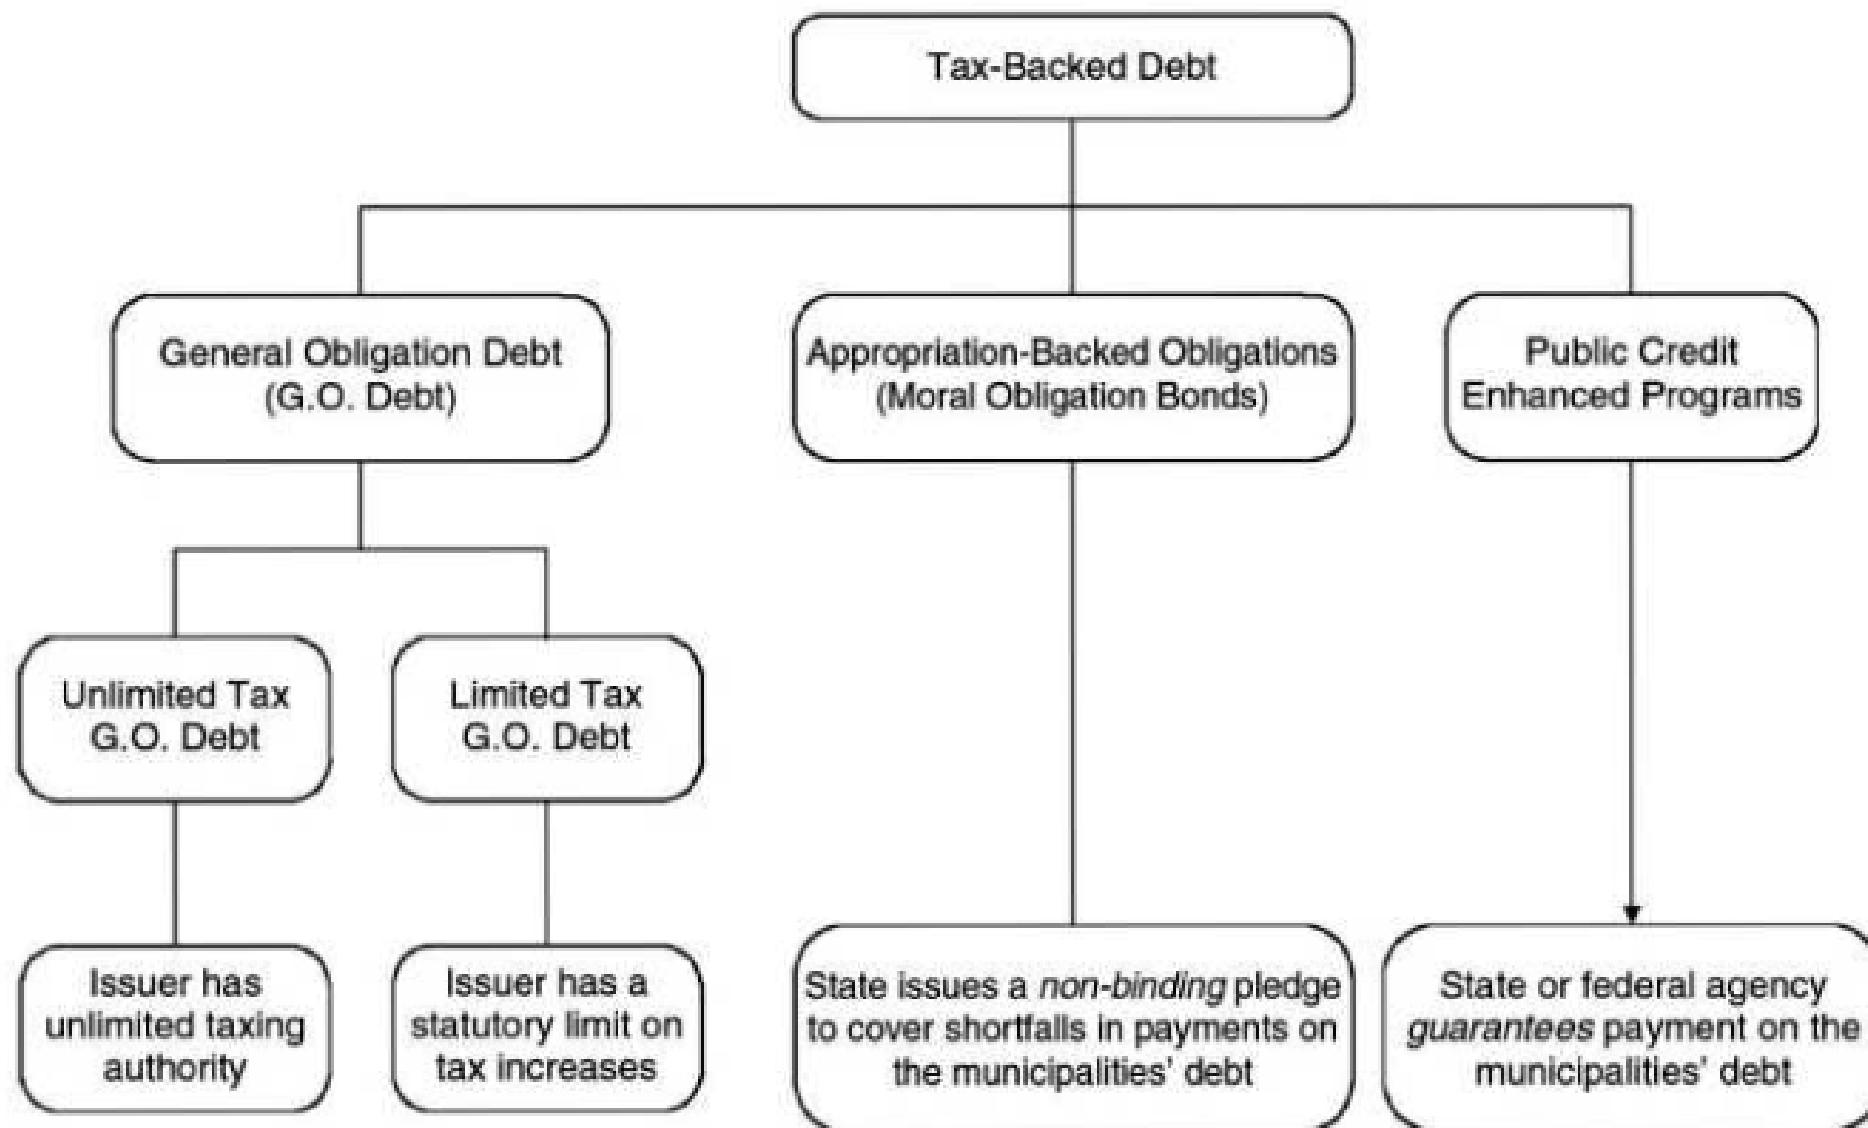 Tax-Backed Debt
General Obligation Debt
(G.O. Debt)
Appropriation-Backed Obligations
(Moral Obligation Bonds)
Public Credit
Enhanced Programs
Unlimited Tax
G.O. Debt
Limited Tax
G.O. Debt
Issuer has
unlimited taxing
authority
Issuer has a
statutory limit on
tax increases
State issues a non-binding pledge
to cover shortfalls in payments on
the municipalities' debt
State or federal agency
guarantees payment on the
municipalities' debt